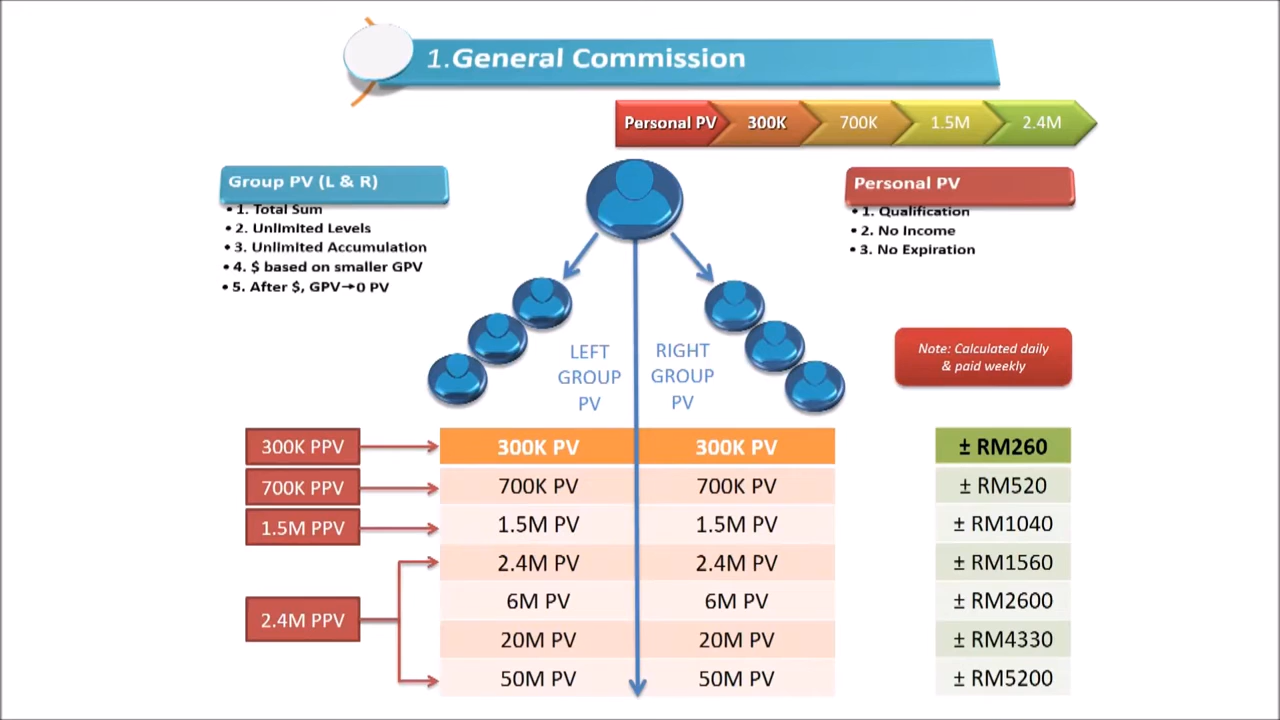 1.General Commission
Personal PV 300K 700K 1.5M 2.4M
Group PV (L & R)
• 1. Total Sum
• 2. Unlimited Levels
• 3. Unlimited Accumulation
• 4. $ based on smaller GPV
• 5. After $, GPV→0 PV
Personal PV
• 1. Qualification
• 2. No Income
• 3. No Expiration
LEFT
GROUP
PV
RIGHT
GROUP
PV
Note: Calculated daily
& paid weekly
300K PPV 300K PV 300K PV ± RM260
700K PPV 700K PV 700K PV ± RM520
1.5M PPV 1.5M PV 1.5M PV ± RM1040
2.4M PV 2.4M PV ± RM1560
2.4M PPV 6M PV 6M PV ± RM2600
20M PV 20M PV ± RM4330
50M PV 50M PV ± RM5200